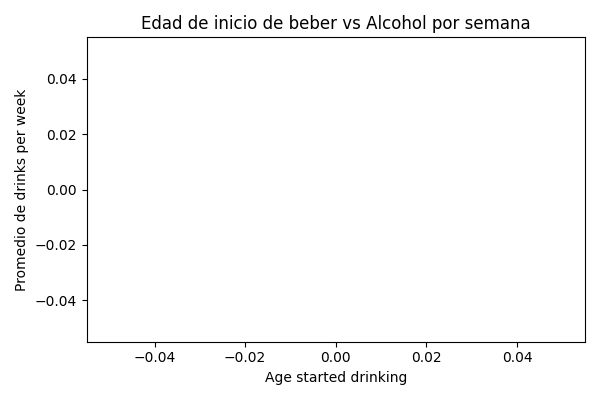 Edad de inicio de beber vs Alcohol por semana
Promedio de drinks per week
0.04
0.02
0.00
−0.02
−0.04
−0.04 −0.02 0.00 0.02 0.04
Age started drinking